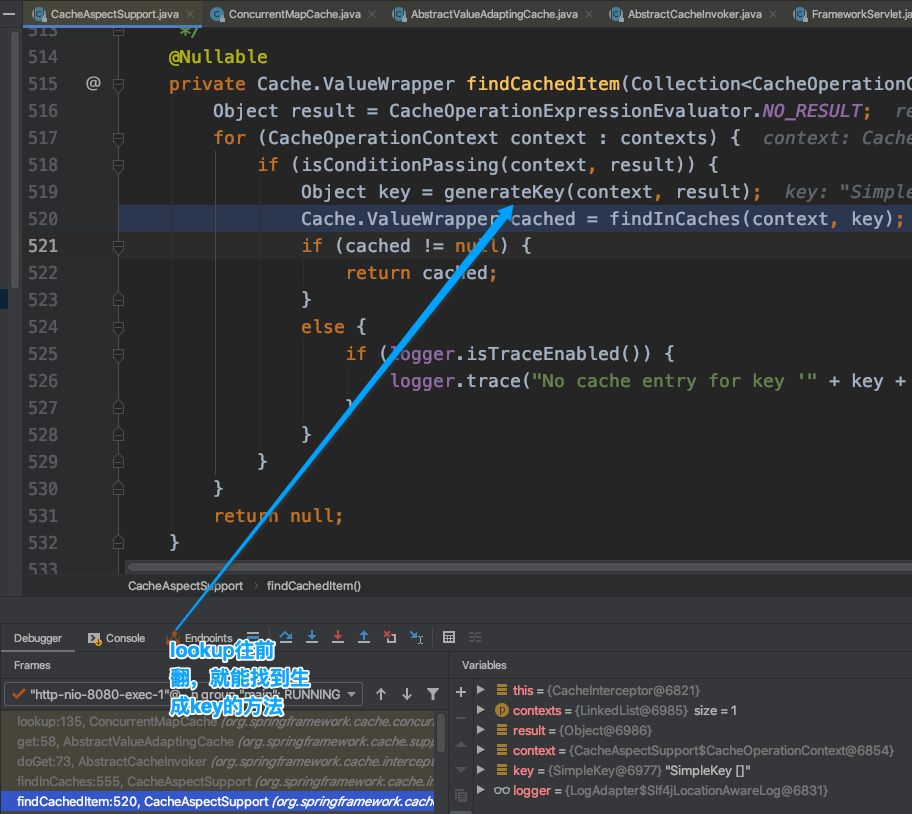 CacheAspectSupport.java
ConcurrentMapCache.java
AbstractValueAdaptingCache.java
AbstractCacheInvoker.java
FrameworkServlet.ja
513 */
514 @Nullable
515 @ private Cache.ValueWrapper findCachedItem(Collection<CacheOperationC
516 Object result = CacheOperationExpressionEvaluator.NO_RESULT; re
517 for (CacheOperationContext context : contexts) { context: Cache
518 if (isConditionPassing(context, result)) {
519 Object key = generateKey(context, result); key: "Simple
520 Cache.ValueWrapper cached = findInCaches(context, key);
521 if (cached != null) {
522 return cached;
523 }
524 else {
525 if (logger.isTraceEnabled()) {
526 logger.trace("No cache entry for key '" + key +
527 }
528 }
529 }
530 }
531 return null;
532 }
533
CacheAspectSupport › findCachedItem()
Debugger Console Endpoints
lookup往前
翻，就能找到生
成key的方法
Frames
"http-nio-8080-exec-1"@ n group "main": RUNNING
lookup:135, ConcurrentMapCache (org.springframework.cache.concur
get:58, AbstractValueAdaptingCache (org.springframework.cache.supp
doGet:73, AbstractCacheInvoker (org.springframework.cache.intercept
findInCaches:555, CacheAspectSupport (org.springframework.cache.in
findCachedItem:520, CacheAspectSupport (org.springframework.cache
Variables
this = {CacheInterceptor@6821}
contexts = {LinkedList@6985} size = 1
result = {Object@6986}
context = {CacheAspectSupport$CacheOperationContext@6854}
key = {SimpleKey@6977} "SimpleKey []"
logger = {LogAdapter$Slf4jLocationAwareLog@6831}